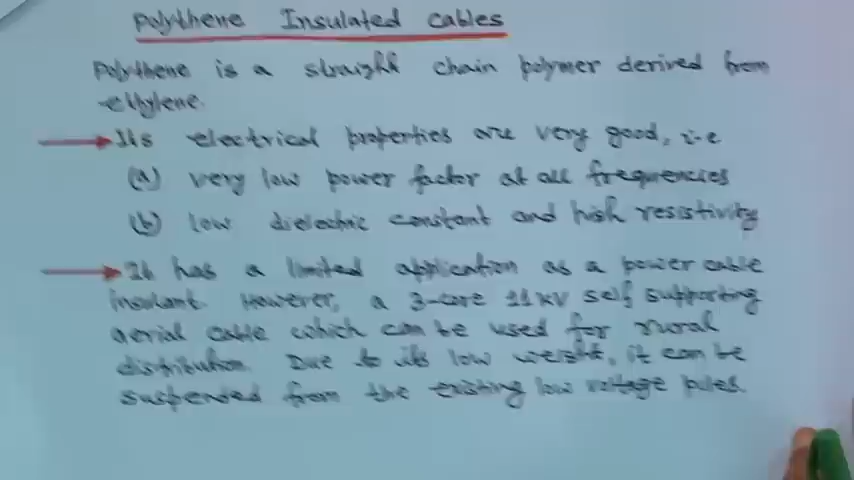 Polythene Insulated cables
Polythene is a straight chain polymer derived from
ethylene.
Its electrical properties are very good, i-e
(a) very low power factor at all frequencies
(b) low dielectric constant and high resistivity
It has a limited application as a power cable
insulant. However, a 3-core 11 KV self supporting
aerial cable which can be used for rural
distribution. Due to its low weight, it can be
suspended from the existing low voltage poles.